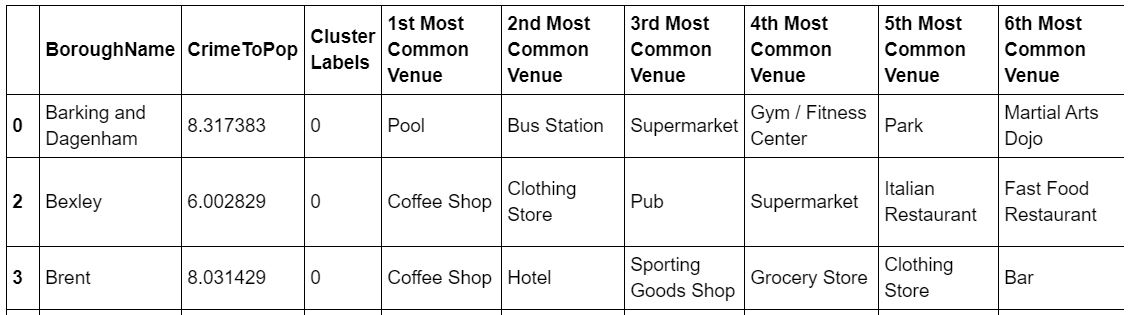 BoroughName CrimeToPop Cluster Labels 1st Most Common Venue 2nd Most Common Venue 3rd Most Common Venue 4th Most Common Venue 5th Most Common Venue 6th Most Common Venue
0 Barking and Dagenham 8.317383 0 Pool Bus Station Supermarket Gym / Fitness Center Park Martial Arts Dojo
2 Bexley 6.002829 0 Coffee Shop Clothing Store Pub Supermarket Italian Restaurant Fast Food Restaurant
3 Brent 8.031429 0 Coffee Shop Hotel Sporting Goods Shop Grocery Store Clothing Store Bar